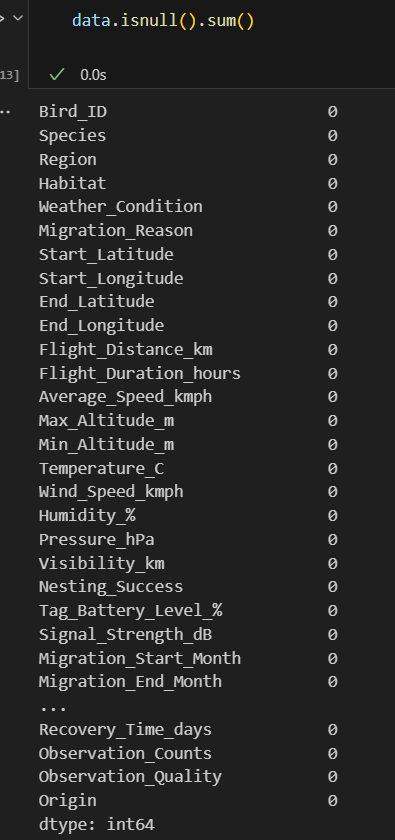 data.isnull().sum()
13]
0.0s
..
Bird_ID 0
Species 0
Region 0
Habitat 0
Weather_Condition 0
Migration_Reason 0
Start_Latitude 0
Start_Longitude 0
End_Latitude 0
End_Longitude 0
Flight_Distance_km 0
Flight_Duration_hours 0
Average_Speed_kmph 0
Max_Altitude_m 0
Min_Altitude_m 0
Temperature_C 0
Wind_Speed_kmph 0
Humidity_% 0
Pressure_hPa 0
Visibility_km 0
Nesting_Success 0
Tag_Battery_Level_% 0
Signal_Strength_dB 0
Migration_Start_Month 0
Migration_End_Month 0
...
Recovery_Time_days 0
Observation_Counts 0
Observation_Quality 0
Origin 0
dtype: int64